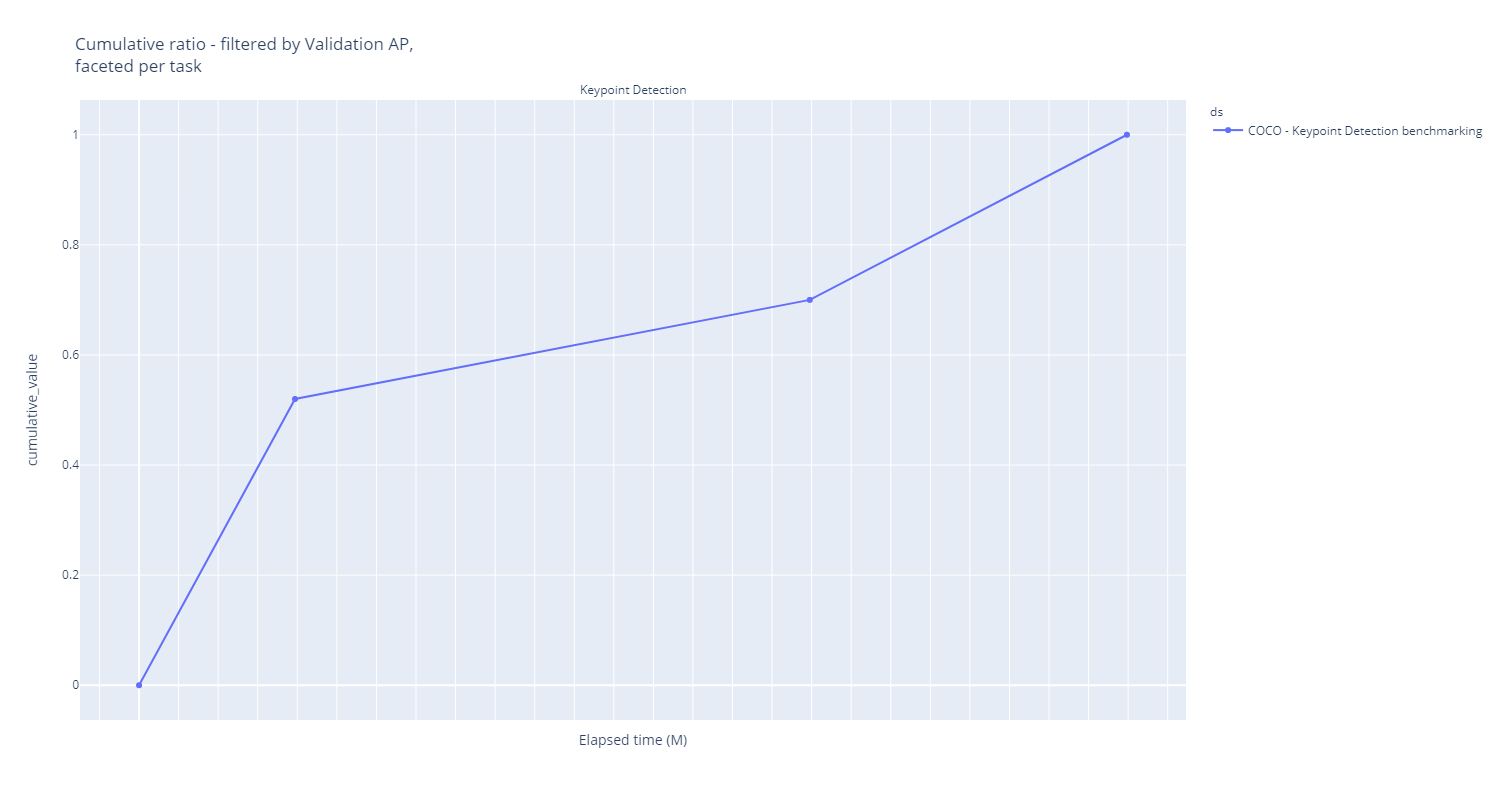 Cumulative ratio - filtered by Validation AP,
faceted per task
Keypoint Detection
ds
COCO - Keypoint Detection benchmarking
1
0.8
0.6
0.4
0.2
0
cumulative_value
Elapsed time (M)